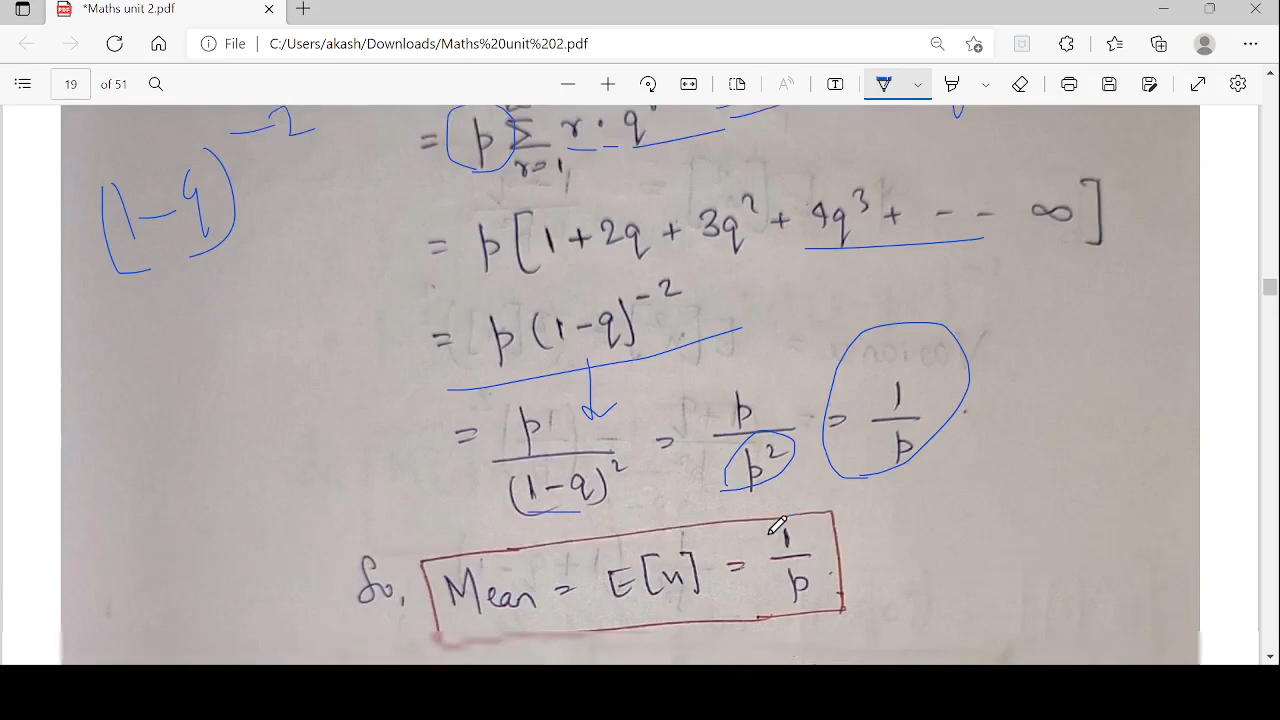 *Maths unit 2.pdf
File C:/Users/akash/Downloads/Maths%20unit%202.pdf
19 of 51
(1-q)^-2
= p Σ r=1 r · q
= p[1 + 2q + 3q^2 + 4q^3 + - - - ∞]
= p(1-q)^-2
= p/(1-q)^2 = p/p^2 = 1/p .
So, Mean = E[x] = 1/p .